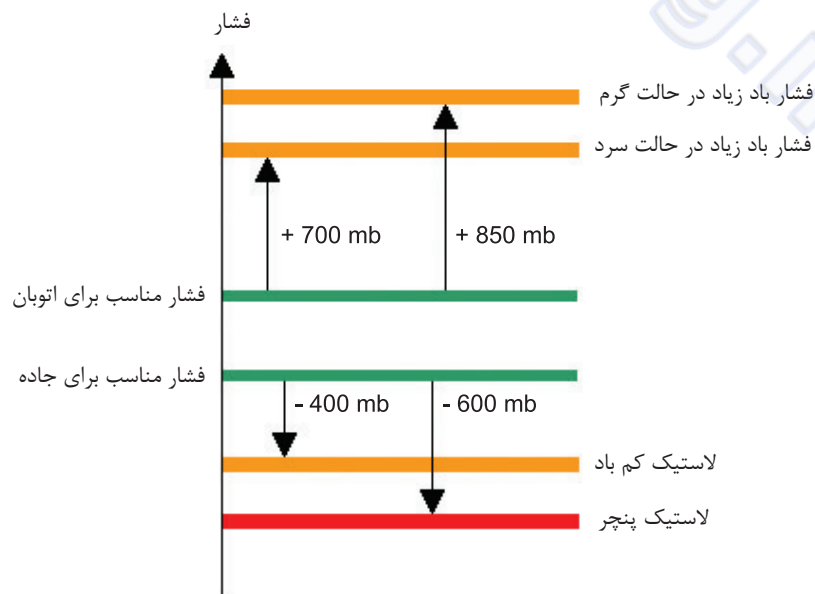 فشار
فشار باد زیاد در حالت گرم
فشار باد زیاد در حالت سرد
+ 700 mb
+ 850 mb
فشار مناسب برای اتوبان
فشار مناسب برای جاده
- 400 mb
- 600 mb
لاستیک کم باد
لاستیک پنچر